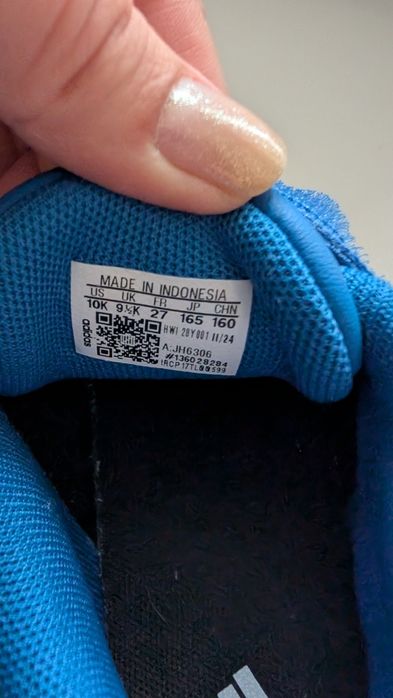 MADE IN INDONESIA
US UK FR JP CHN
10K 9½K 27 165 160
HWI 28Y001 11/24
A:JH6306
#136028284
adidas